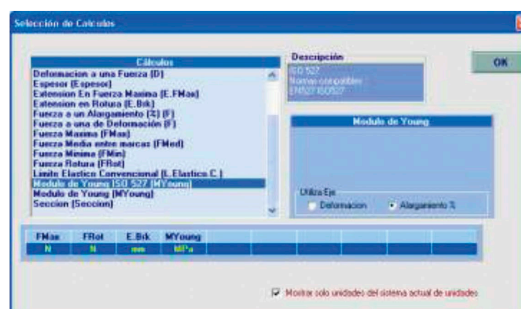 Selección de Calculos
Cálculos
Deformacion a una Fuerza (D)
Espesor (Espesor)
Extension En Fuerza Maxima (E.FMax)
Extension en Rotura (E.Brk)
Fuerza a un Alargamiento (%) (F)
Fuerza a una de Deformación (F)
Fuerza Maxima (FMax)
Fuerza Media entre marcas (FMed)
Fuerza Minima (FMin)
Fuerza Rotura (FRot)
Limite Elastico Convencional (L.Elastico.C.)
Modulo de Young ISO 527 (MYoung)
Modulo de Young (MYoung)
Seccion (Seccion)
Descripción
ISO 527
Normas compatibles
EN527 ISO527
OK
Modulo de Young
Utiliza Eje
Deformacion
Alargamiento %
FMax FRot E.Brk MYoung
N N mm MPa
Mostrar solo unidades del sistema actual de unidades